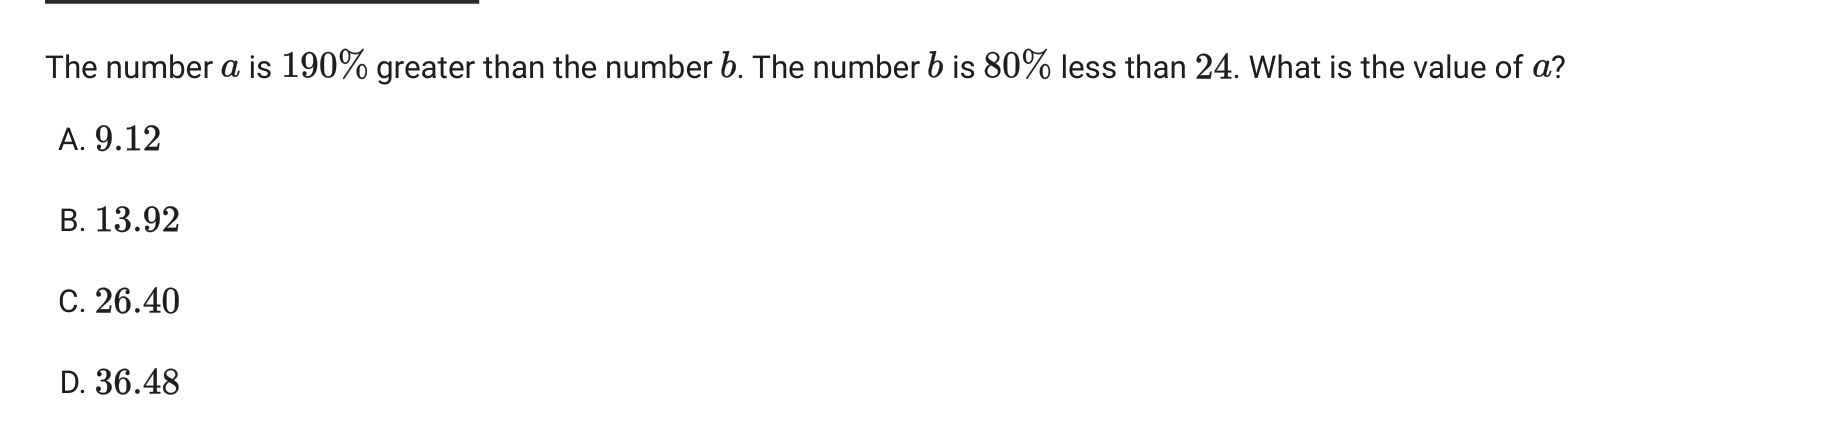 The number a is 190% greater than the number b. The number b is 80% less than 24. What is the value of a?
A. 9.12
B. 13.92
C. 26.40
D. 36.48